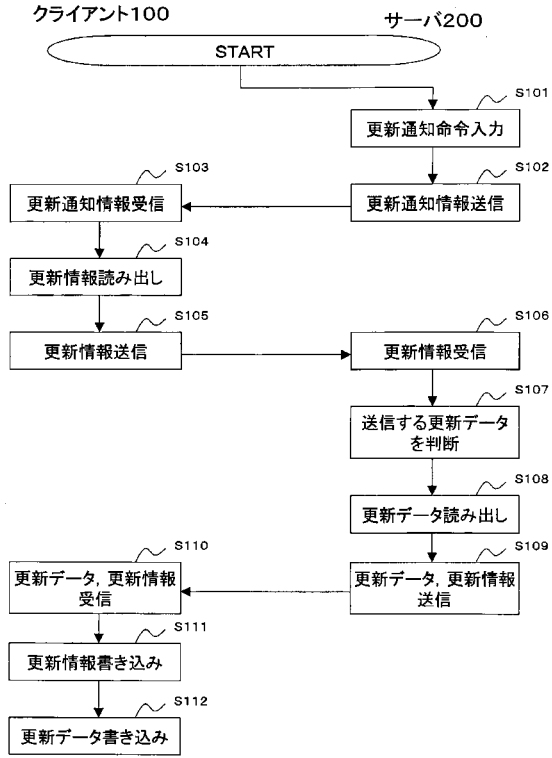 クライアント100
サーバ200
START
S101
更新通知命令入力
S102
更新通知情報送信
S103
更新通知情報受信
S104
更新情報読み出し
S105
更新情報送信
S106
更新情報受信
S107
送信する更新データ
を判断
S108
更新データ読み出し
S109
更新データ, 更新情報
送信
S110
更新データ, 更新情報
受信
S111
更新情報書き込み
S112
更新データ書き込み